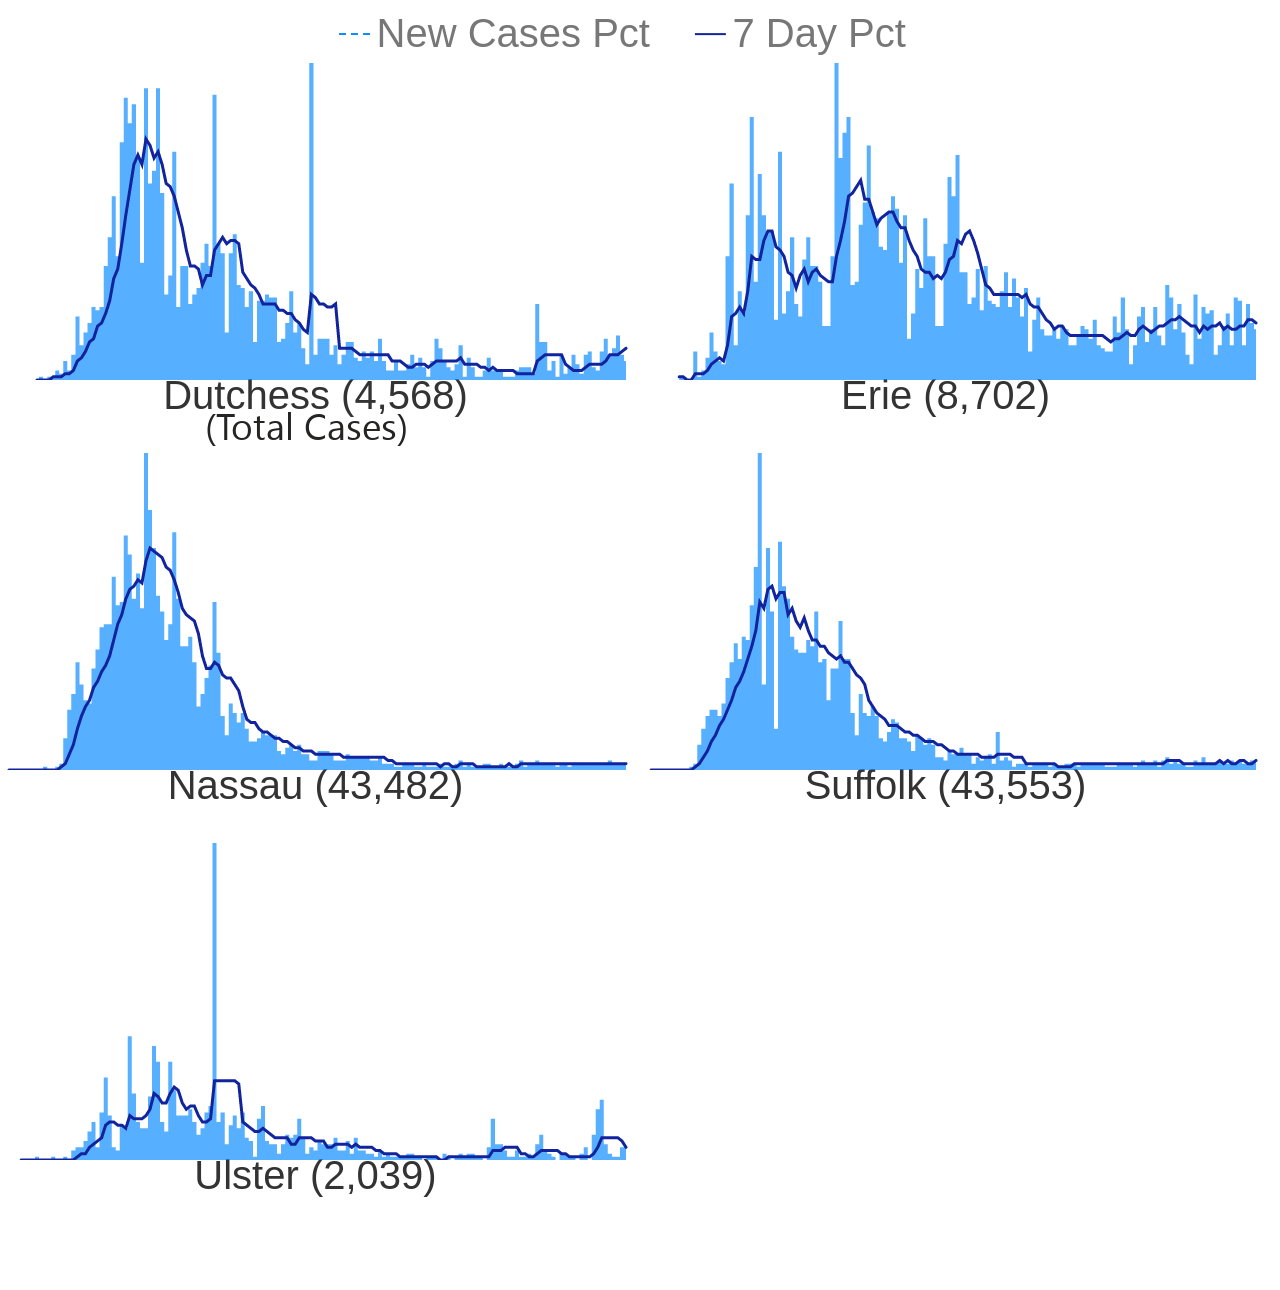 New Cases Pct 7 Day Pct
Dutchess (4,568)
(Total Cases)
Erie (8,702)
Nassau (43,482)
Suffolk (43,553)
Ulster (2,039)